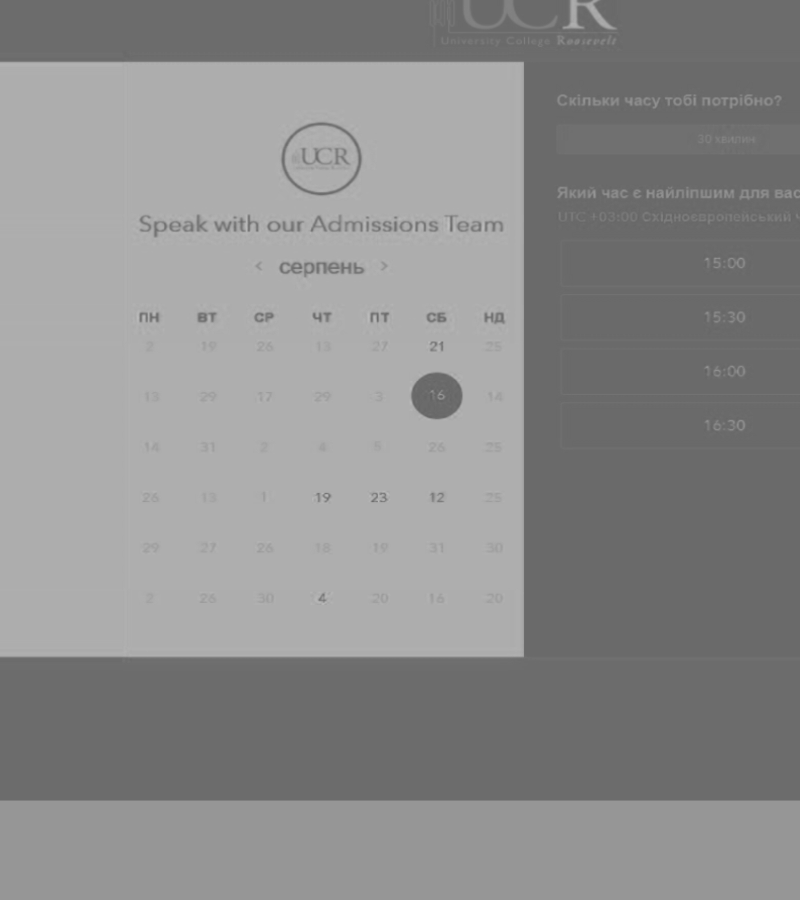 UCR
University College Roosevelt
UCR
Speak with our Admissions Team
< серпень >
ПН ВТ СР ЧТ ПТ СБ НД
2 19 26 13 27 21 25
13 29 17 29 3 16 14
14 31 3 4 5 26 25
26 13 1 19 23 12 25
29 27 26 18 19 31 30
2 26 30 4 20 16 20
Скільки часу тобі потрібно?
30 хвилин
Який час є найліпшим для вас
UTC +03:00 Східноєвропейський ч
15:00
15:30
16:00
16:30